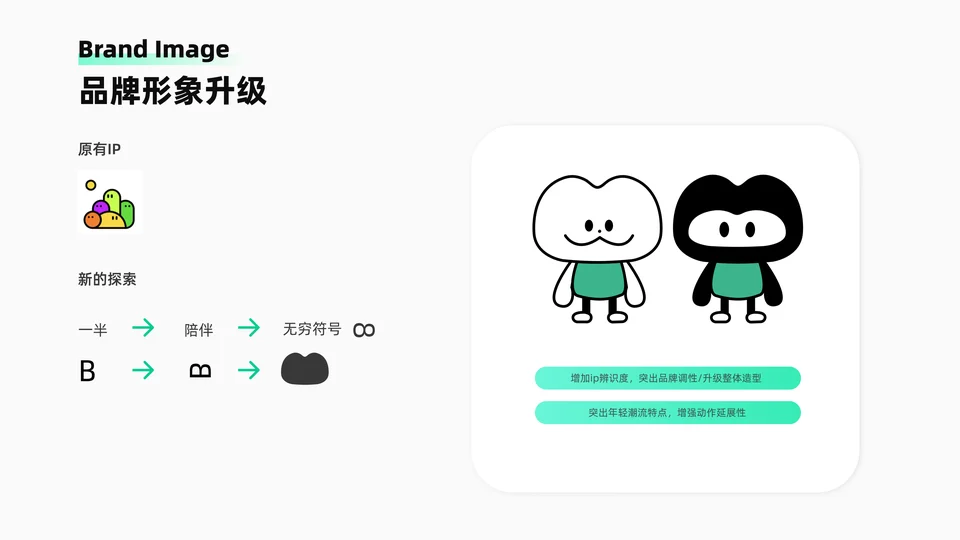 Brand Image
品牌形象升级
原有IP
新的探索
一半 陪伴 无穷符号 ∞
B B
增加ip辨识度，突出品牌调性/升级整体造型
突出年轻潮流特点，增强动作延展性